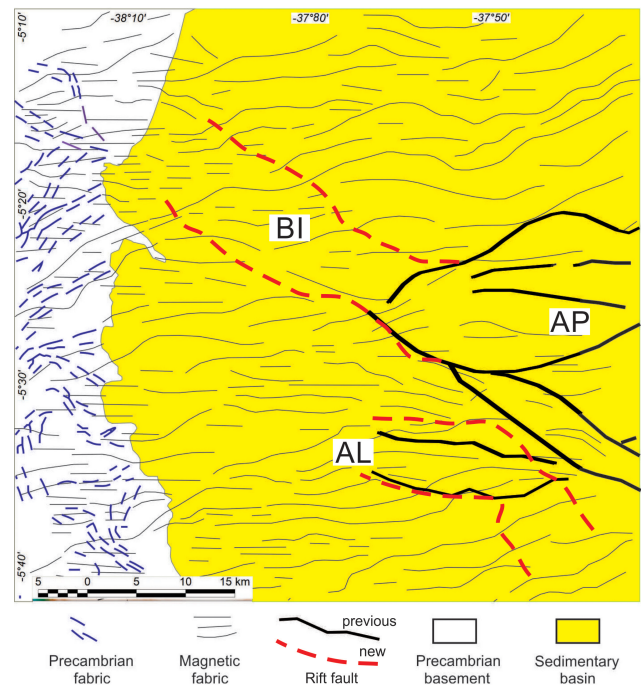 -38°10' -37°80' -37°50'
-5°10'
-5°20'
-5°30'
-5°40'
BI
AP
AL
5 0 5 10 15 km
previous
new
Precambrian fabric
Magnetic fabric
Rift fault
Precambrian basement
Sedimentary basin